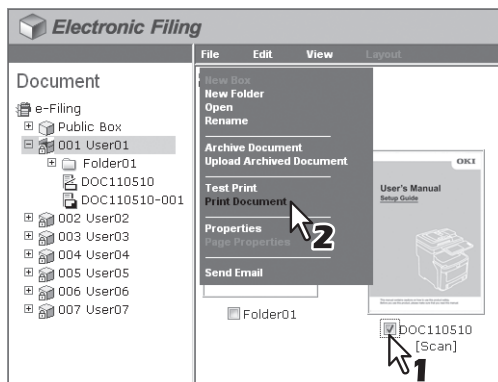 Electronic Filing
File Edit View Layout
Document
e-Filing
Public Box
001 User01
Folder01
DOC110510
DOC110510-001
002 User02
003 User03
004 User04
005 User05
006 User06
007 User07
New Box
New Folder
Open
Rename
Archive Document
Upload Archived Document
Test Print
Print Document
Properties
Page Properties
Send Email
2
OKI
User's Manual
Setup Guide
Folder01
DOC110510
[Scan]
1